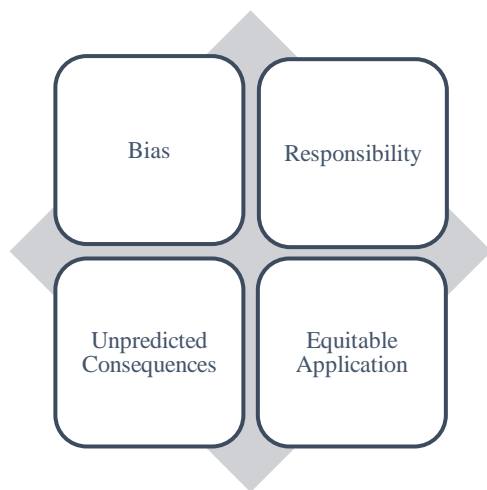 Bias
Responsibility
Unpredicted
Consequences
Equitable
Application